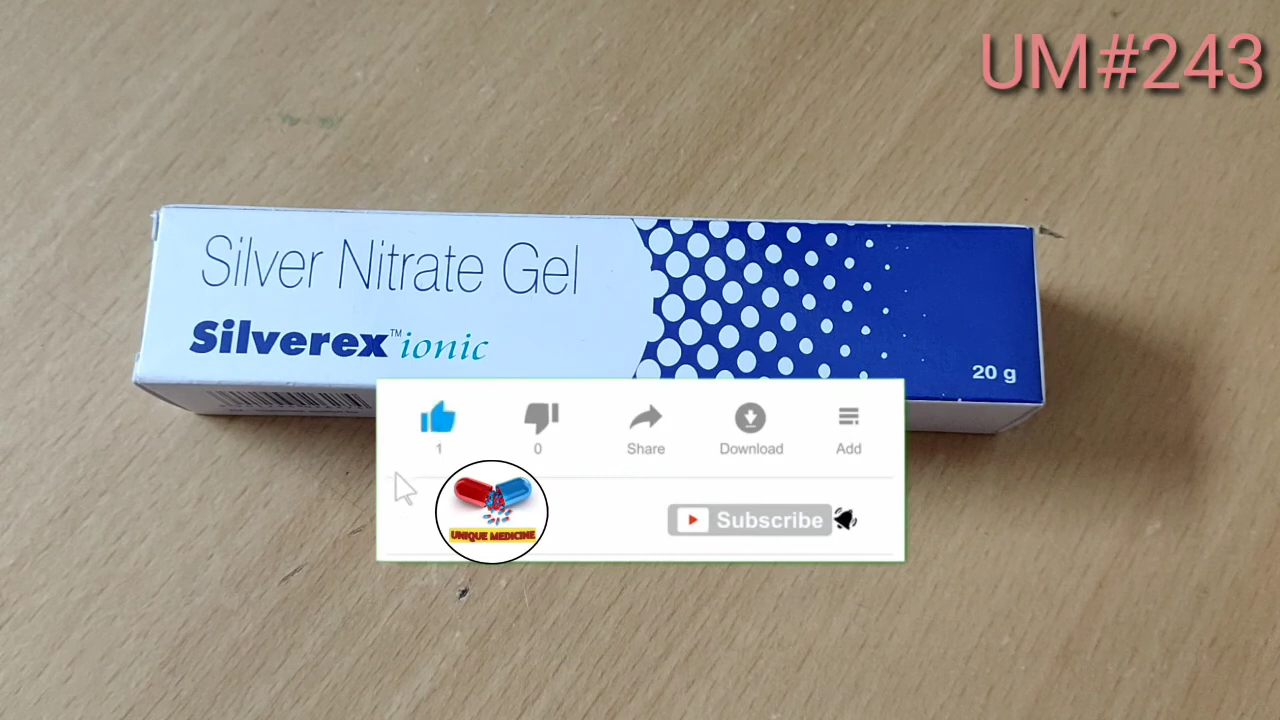 UM#243
Silver Nitrate Gel
Silverex™ ionic
20 g
1
0
Share
Download
Add
UNIQUE MEDICINE
Subscribe